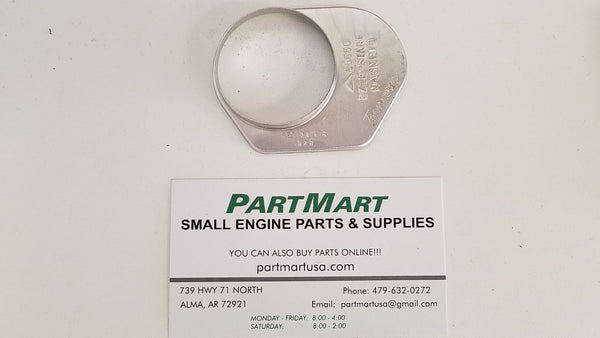 PARTMART
SMALL ENGINE PARTS & SUPPLIES
YOU CAN ALSO BUY PARTS ONLINE!!!
partmartusa.com
739 HWY 71 NORTH
ALMA, AR 72921
Phone: 479-632-0272
Email: partmartusa@gmail.com
MONDAY - FRIDAY: 8:00 - 4:00
SATURDAY: 8:00 - 2:00